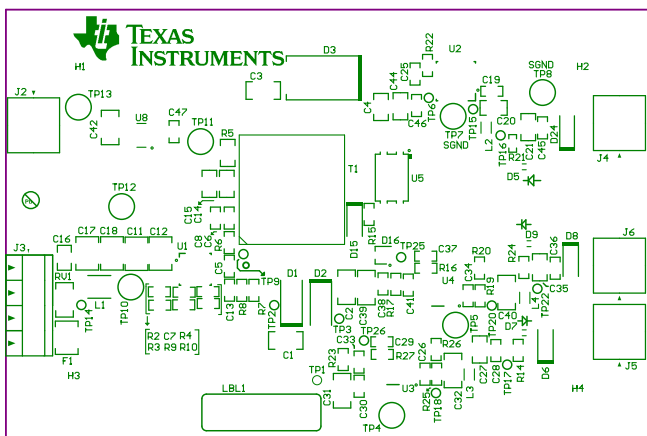 TEXAS
INSTRUMENTS
H1
D3
R22
U2
SGND
TP8
H2
J2
TP13
C3
C25
C44
C19
C4
C46
TP6
TP15
C20
TP7
SGND
L2
TP16
C21
C45
D24
R21
J4
U8
C47
C42
TP11
R5
T1
U5
D5
TP12
C15
C14
C8
C6
R6
D15
R15
J3
C16
C17
C18
C11
C12
U1
D16
TP25
C37
R16
R20
D9
R24
C36
D8
J6
RV1
C5
TP9
L1
TP10
TP14
C13
R8
R7
TP2
D1
D2
TP3
C2
C39
C38
R17
C41
U4
C34
R19
TP5
TP20
C40
L4
TP22
C35
D7
F1
H3
R2 C7 R4
R3 R9 R10
C1
C33
TP26
C29
R27
R23
TP1
C31
C30
LBL1
TP4
U3
C26
R26
R25
TP18
C32
L3
C27
C28
TP17
R14
D6
H4
J5